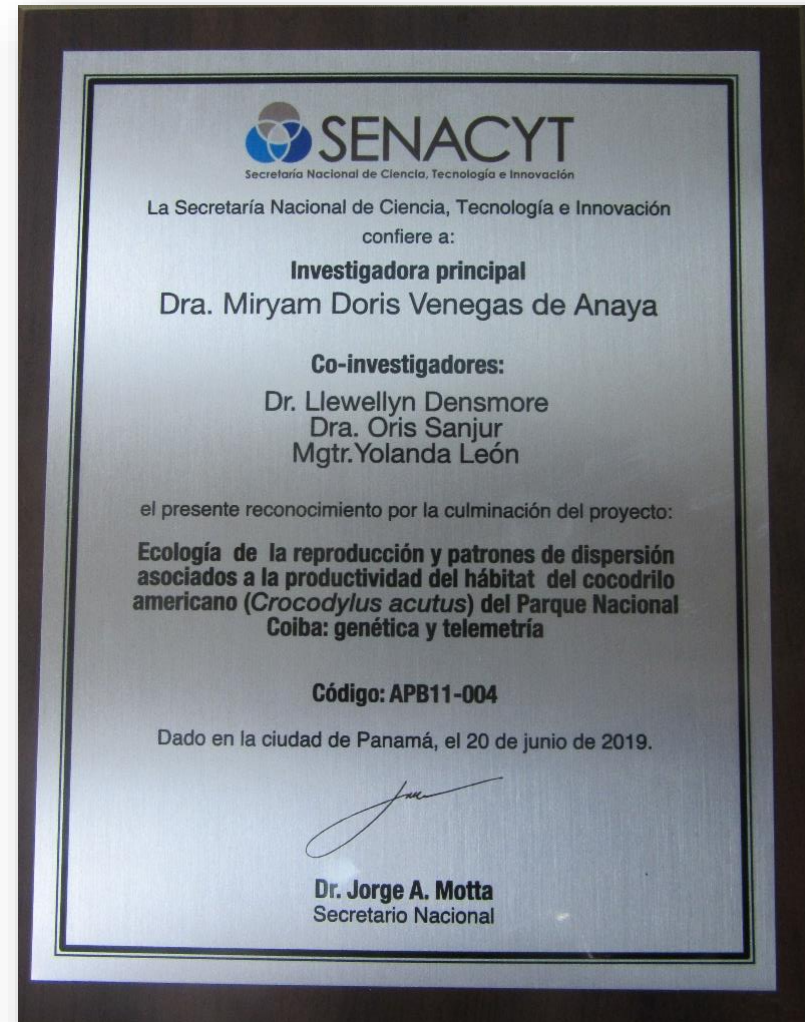 SENACYT
Secretaría Nacional de Ciencia, Tecnología e Innovación
La Secretaría Nacional de Ciencia, Tecnología e Innovación
confiere a:
Investigadora principal
Dra. Miryam Doris Venegas de Anaya
Co-investigadores:
Dr. Llewellyn Densmore
Dra. Oris Sanjur
Mgtr.Yolanda León
el presente reconocimiento por la culminación del proyecto:
Ecología de la reproducción y patrones de dispersión
asociados a la productividad del hábitat del cocodrilo
americano (Crocodylus acutus) del Parque Nacional
Coiba: genética y telemetría
Código: APB11-004
Dado en la ciudad de Panamá, el 20 de junio de 2019.
Dr. Jorge A. Motta
Secretario Nacional